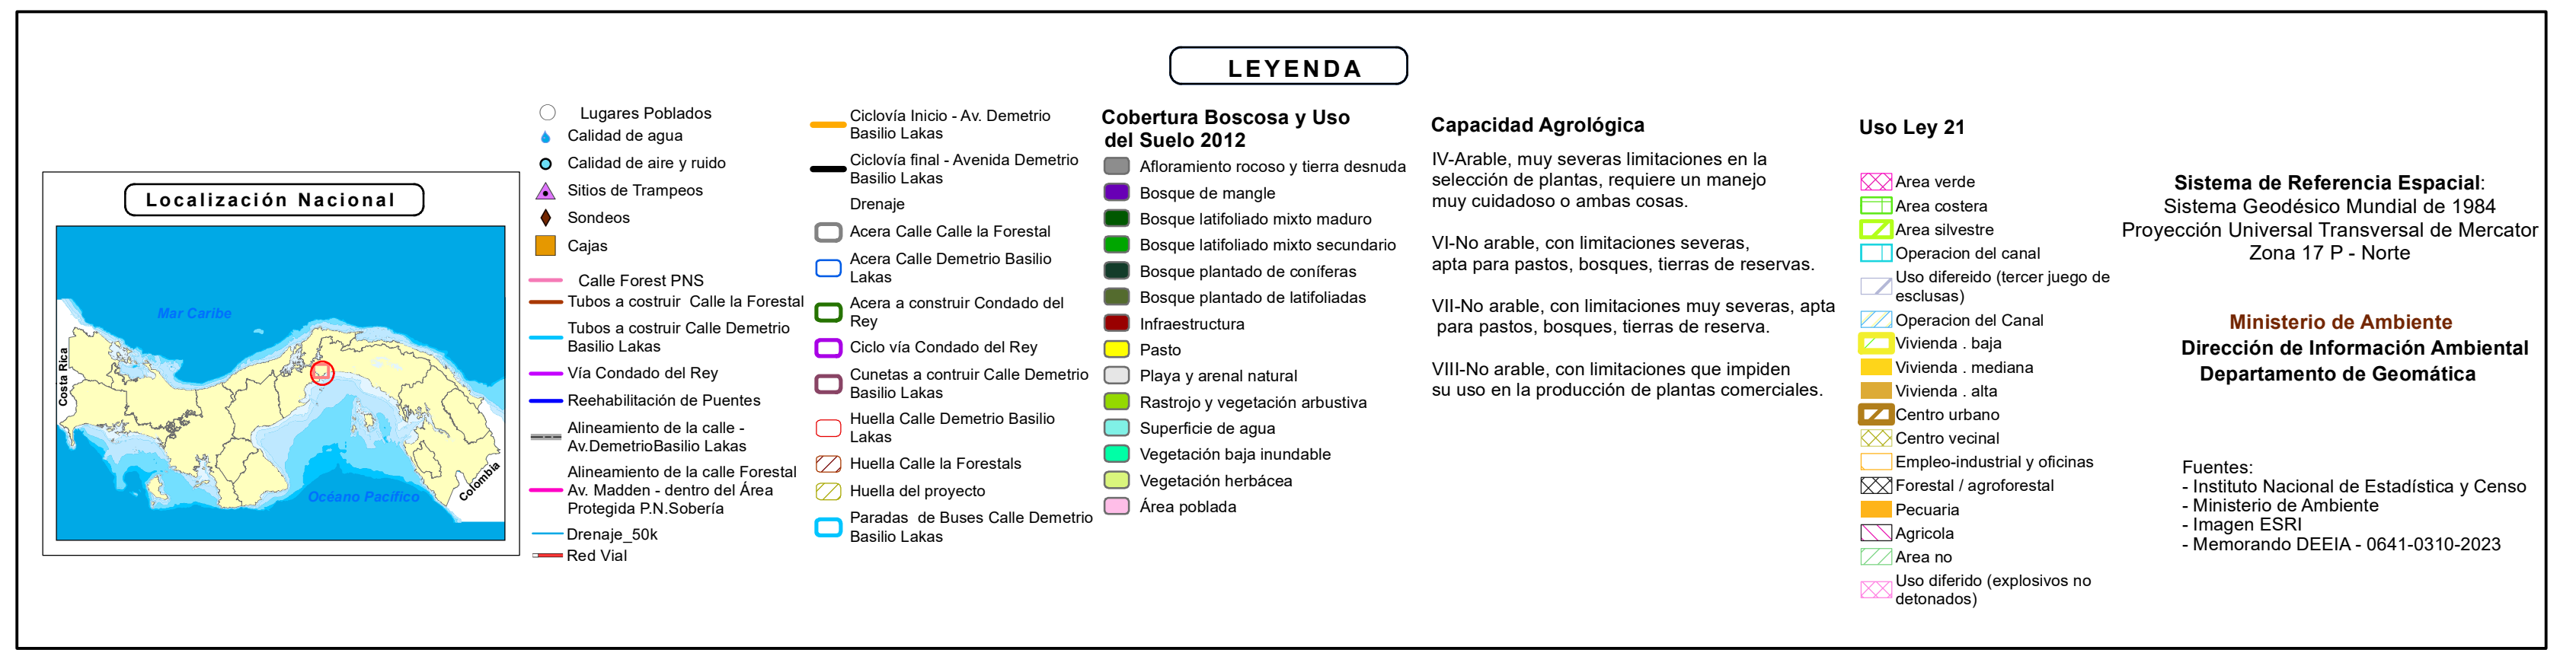 LEYENDA
Localización Nacional
Mar Caribe
Costa Rica
Colombia
Océano Pacífico
Lugares Poblados
Calidad de agua
Calidad de aire y ruido
Sitios de Trampeos
Sondeos
Cajas
Calle Forest PNS
Tubos a costruir Calle la Forestal
Tubos a costruir Calle Demetrio
Basilio Lakas
Vía Condado del Rey
Reehabilitación de Puentes
Alineamiento de la calle -
Av.DemetrioBasilio Lakas
Alineamiento de la calle Forestal
Av. Madden - dentro del Área
Protegida P.N.Sobería
Drenaje_50k
Red Vial
Ciclovía Inicio - Av. Demetrio
Basilio Lakas
Ciclovía final - Avenida Demetrio
Basilio Lakas
Drenaje
Acera Calle Calle la Forestal
Acera Calle Demetrio Basilio
Lakas
Acera a construir Condado del
Rey
Ciclo vía Condado del Rey
Cunetas a contruir Calle Demetrio
Basilio Lakas
Huella Calle Demetrio Basilio
Lakas
Huella Calle la Forestals
Huella del proyecto
Paradas de Buses Calle Demetrio
Basilio Lakas
Cobertura Boscosa y Uso
del Suelo 2012
Afloramiento rocoso y tierra desnuda
Bosque de mangle
Bosque latifoliado mixto maduro
Bosque latifoliado mixto secundario
Bosque plantado de coníferas
Bosque plantado de latifoliadas
Infraestructura
Pasto
Playa y arenal natural
Rastrojo y vegetación arbustiva
Superficie de agua
Vegetación baja inundable
Vegetación herbácea
Área poblada
Capacidad Agrológica
IV-Arable, muy severas limitaciones en la
selección de plantas, requiere un manejo
muy cuidadoso o ambas cosas.
VI-No arable, con limitaciones severas,
apta para pastos, bosques, tierras de reservas.
VII-No arable, con limitaciones muy severas, apta
para pastos, bosques, tierras de reserva.
VIII-No arable, con limitaciones que impiden
su uso en la producción de plantas comerciales.
Uso Ley 21
Area verde
Area costera
Area silvestre
Operacion del canal
Uso difereido (tercer juego de
esclusas)
Operacion del Canal
Vivienda . baja
Vivienda . mediana
Vivienda . alta
Centro urbano
Centro vecinal
Empleo-industrial y oficinas
Forestal / agroforestal
Pecuaria
Agricola
Area no
Uso diferido (explosivos no
detonados)
Sistema de Referencia Espacial:
Sistema Geodésico Mundial de 1984
Proyección Universal Transversal de Mercator
Zona 17 P - Norte
Ministerio de Ambiente
Dirección de Información Ambiental
Departamento de Geomática
Fuentes:
- Instituto Nacional de Estadística y Censo
- Ministerio de Ambiente
- Imagen ESRI
- Memorando DEEIA - 0641-0310-2023